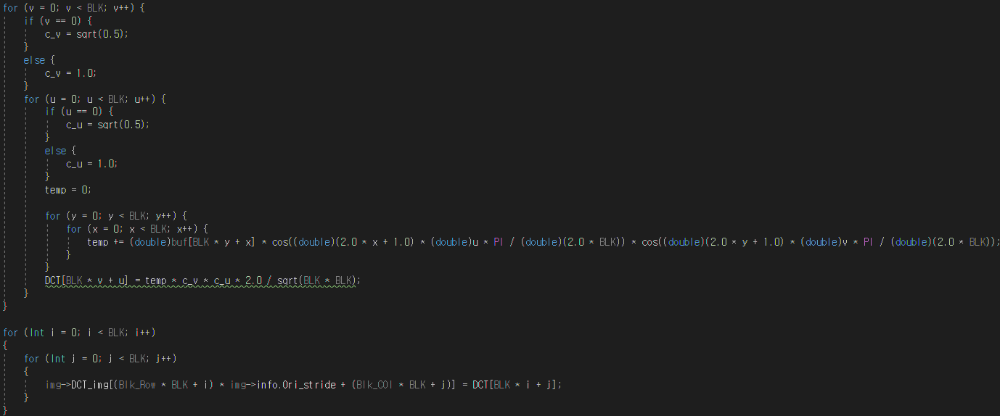 for (v = 0; v < BLK; v++) {
if (v == 0) {
c_v = sqrt(0.5);
}
else {
c_v = 1.0;
}
for (u = 0; u < BLK; u++) {
if (u == 0) {
c_u = sqrt(0.5);
}
else {
c_u = 1.0;
}
temp = 0;
for (y = 0; y < BLK; y++) {
for (x = 0; x < BLK; x++) {
temp += (double)buf[BLK * y + x] * cos((double)(2.0 * x + 1.0) * (double)u * PI / (double)(2.0 * BLK)) * cos((double)(2.0 * y + 1.0) * (double)v * PI / (double)(2.0 * BLK));
}
}
DCT[BLK * v + u] = temp * c_v * c_u * 2.0 / sqrt(BLK * BLK);
}
}
for (Int i = 0; i < BLK; i++)
{
for (Int j = 0; j < BLK; j++)
{
img->DCT_img[(Blk_Row * BLK + i) * img->info.Ori_stride + (Blk_COl * BLK + j)] = DCT[BLK * i + j];
}
}